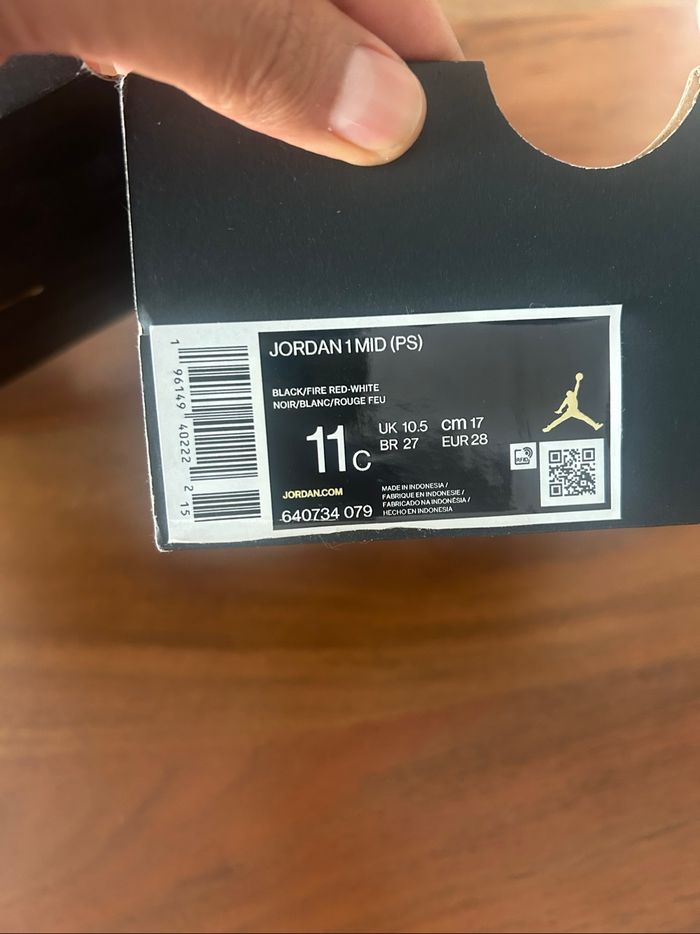 JORDAN 1 MID (PS)
BLACK/FIRE RED-WHITE
NOIR/BLANC/ROUGE FEU
11C
UK 10.5 cm 17
BR 27 EUR 28
RFID
JORDAN.COM
640734 079
MADE IN INDONESIA /
FABRIQUE EN INDONESIE /
FABRICADO NA INDONÉSIA /
HECHO EN INDONESIA
1 96149 40222 2 15